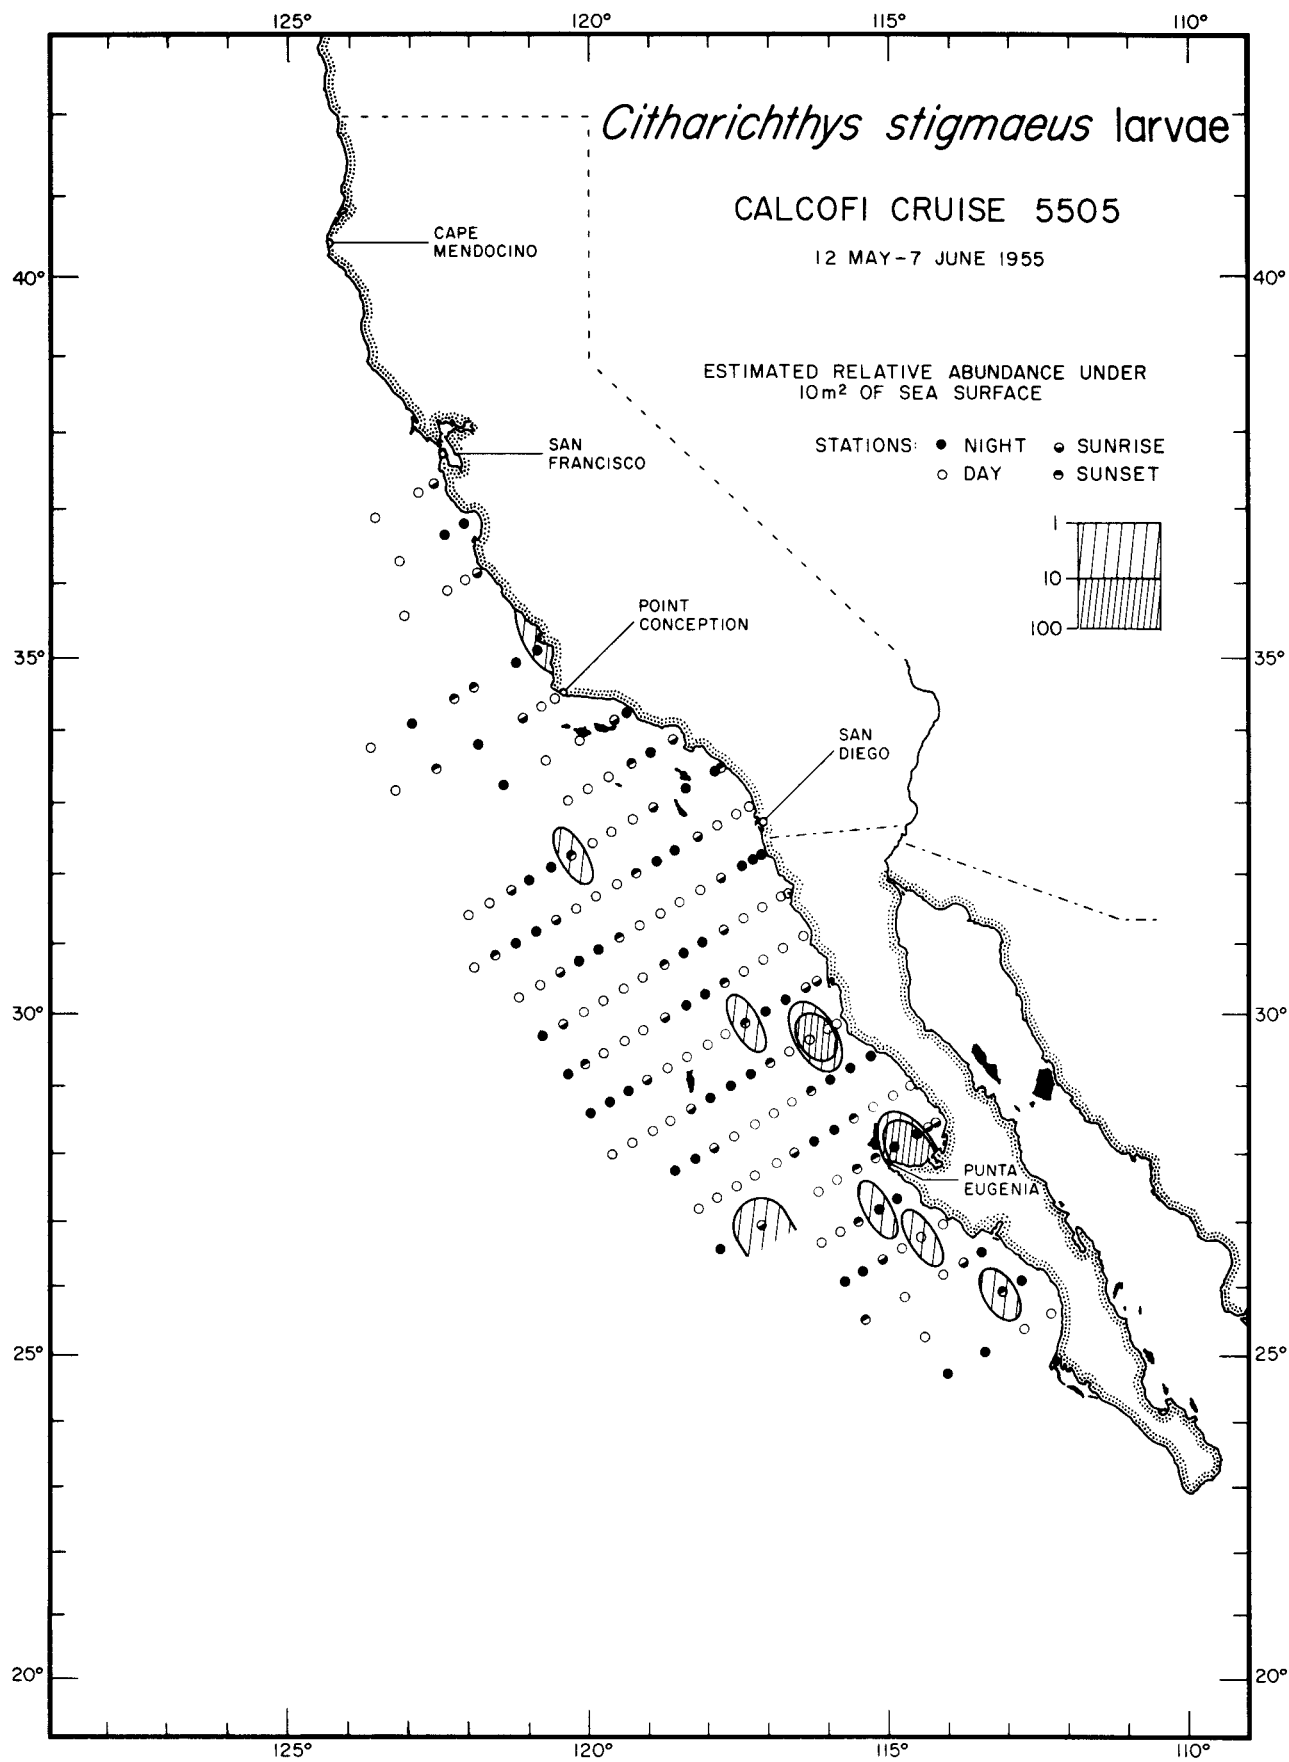 125° 120° 115° 110°
Citharichthys stigmaeus larvae
CALCOFI CRUISE 5505
12 MAY-7 JUNE 1955
CAPE
MENDOCINO
40° 40°
ESTIMATED RELATIVE ABUNDANCE UNDER
10m² OF SEA SURFACE
STATIONS: ● NIGHT ◒ SUNRISE
○ DAY ◓ SUNSET
SAN
FRANCISCO
1
10
100
POINT
CONCEPTION
35° 35°
SAN
DIEGO
30° 30°
PUNTA
EUGENIA
25° 25°
20° 20°
125° 120° 115° 110°